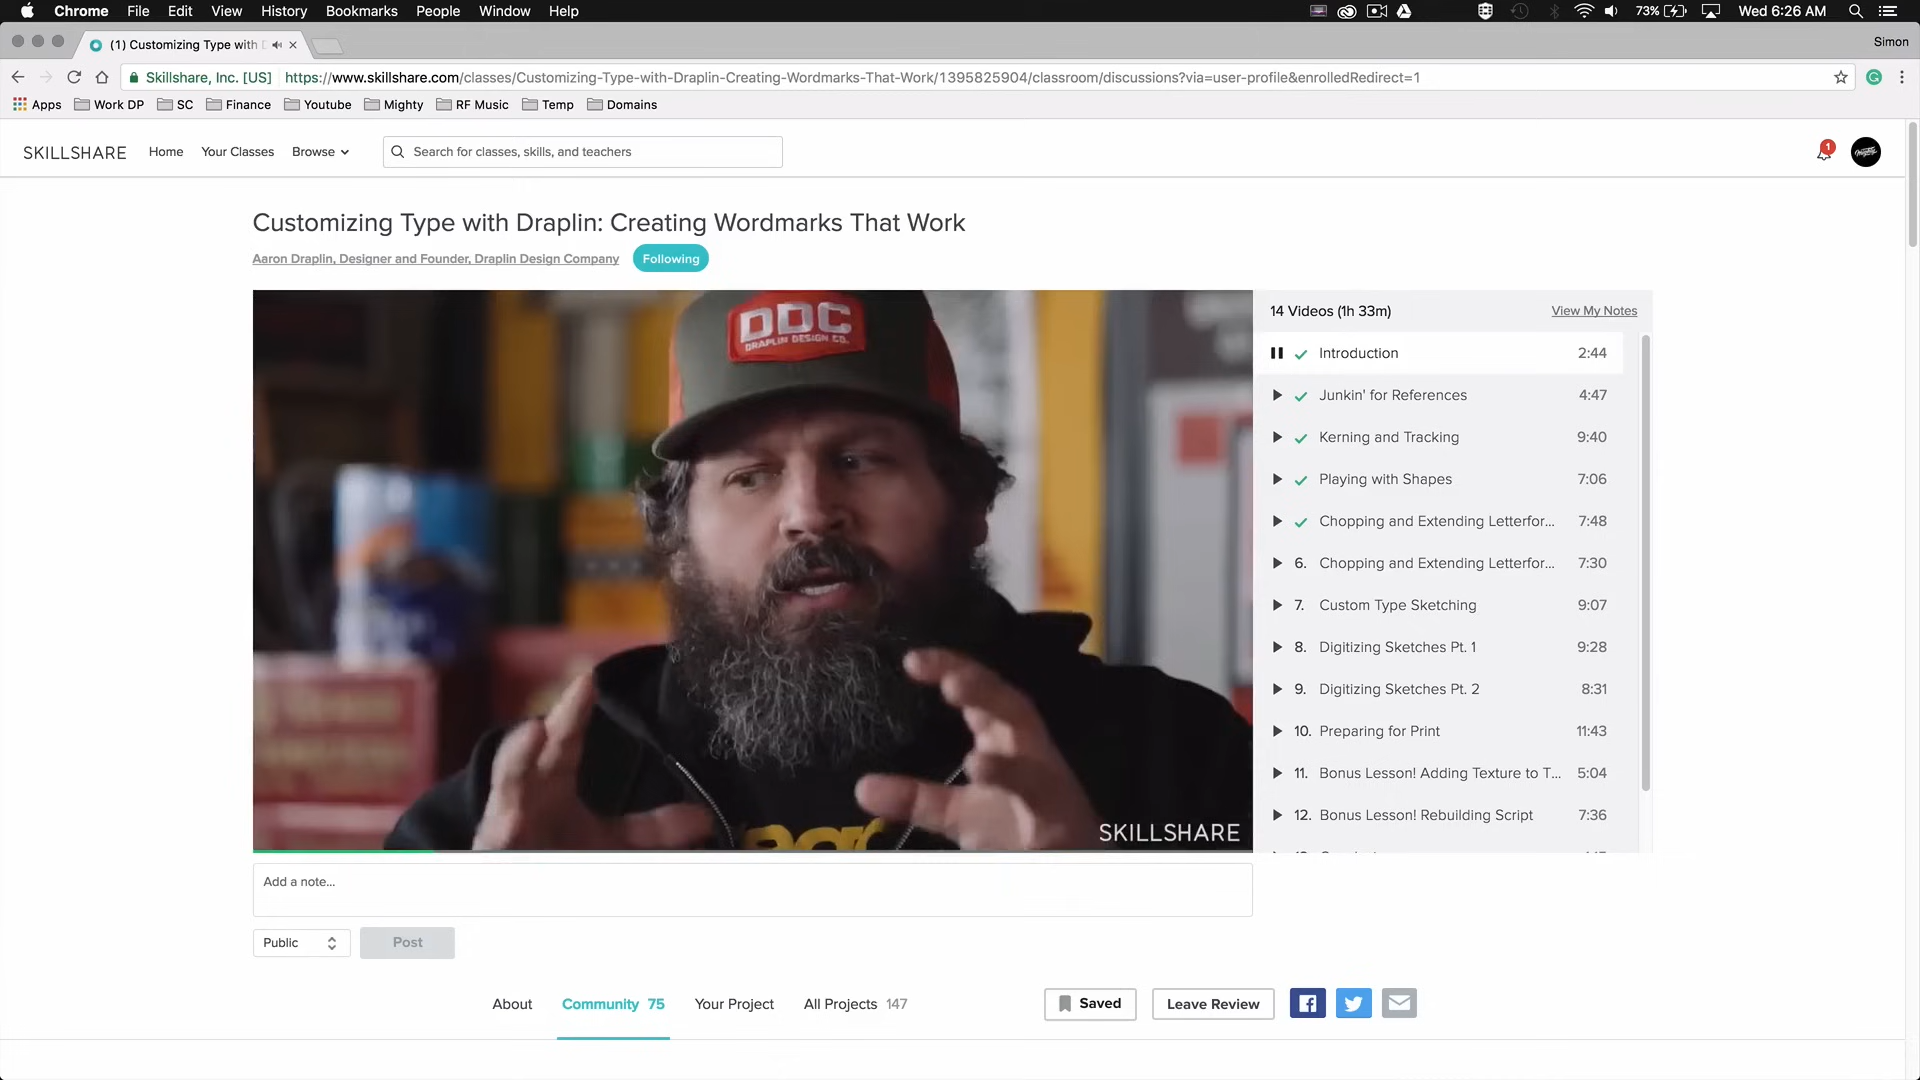 Chrome File Edit View History Bookmarks People Window Help 73% Wed 6:26 AM
(1) Customizing Type with D Simon
Skillshare, Inc. [US] https://www.skillshare.com/classes/Customizing-Type-with-Draplin-Creating-Wordmarks-That-Work/1395825904/classroom/discussions?via=user-profile&enrolledRedirect=1
Apps Work DP SC Finance Youtube Mighty RF Music Temp Domains
SKILLSHARE Home Your Classes Browse Search for classes, skills, and teachers 1
Customizing Type with Draplin: Creating Wordmarks That Work
Aaron Draplin, Designer and Founder, Draplin Design Company Following
DDC
DRAPLIN DESIGN CO.
SKILLSHARE
14 Videos (1h 33m) View My Notes
Introduction 2:44
Junkin' for References 4:47
Kerning and Tracking 9:40
Playing with Shapes 7:06
Chopping and Extending Letterfor... 7:48
6. Chopping and Extending Letterfor... 7:30
7. Custom Type Sketching 9:07
8. Digitizing Sketches Pt. 1 9:28
9. Digitizing Sketches Pt. 2 8:31
10. Preparing for Print 11:43
11. Bonus Lesson! Adding Texture to T... 5:04
12. Bonus Lesson! Rebuilding Script 7:36
Add a note...
Public Post
About Community 75 Your Project All Projects 147 Saved Leave Review